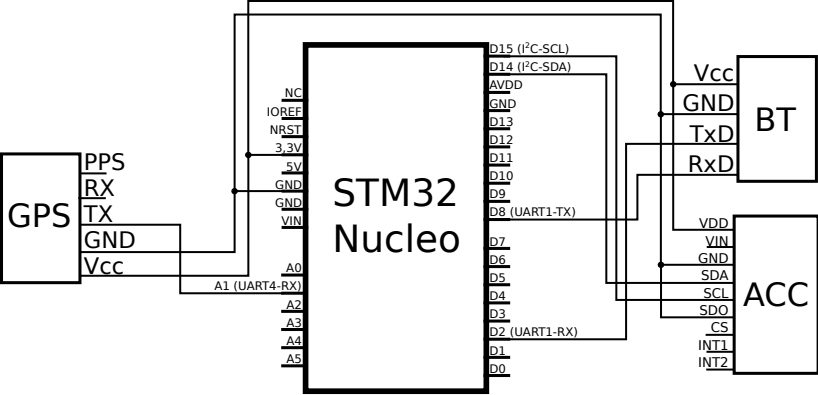 PPS
RX
TX
GND
Vcc
GPS
NC
IOREF
NRST
3,3V
5V
GND
GND
VIN
A0
A1 (UART4-RX)
A2
A3
A4
A5
STM32
Nucleo
D15 (I²C-SCL)
D14 (I²C-SDA)
AVDD
GND
D13
D12
D11
D10
D9
D8 (UART1-TX)
D7
D6
D5
D4
D3
D2 (UART1-RX)
D1
D0
Vcc
GND
TxD
RxD
BT
VDD
VIN
GND
SDA
SCL
SDO
CS
INT1
INT2
ACC